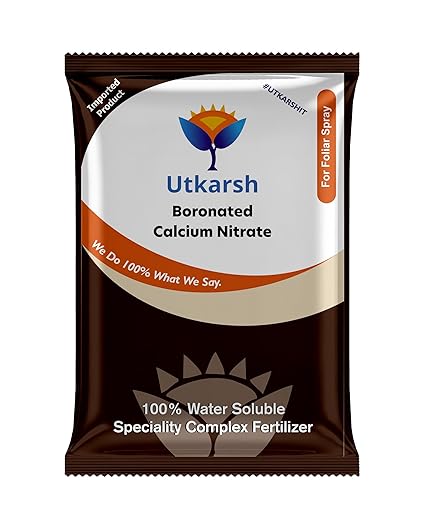 Imported
Product
#UTKARSHIT
For Foliar Spray
Utkarsh
Boronated
Calcium Nitrate
We Do 100% What We Say.
100% Water Soluble
Speciality Complex Fertilizer